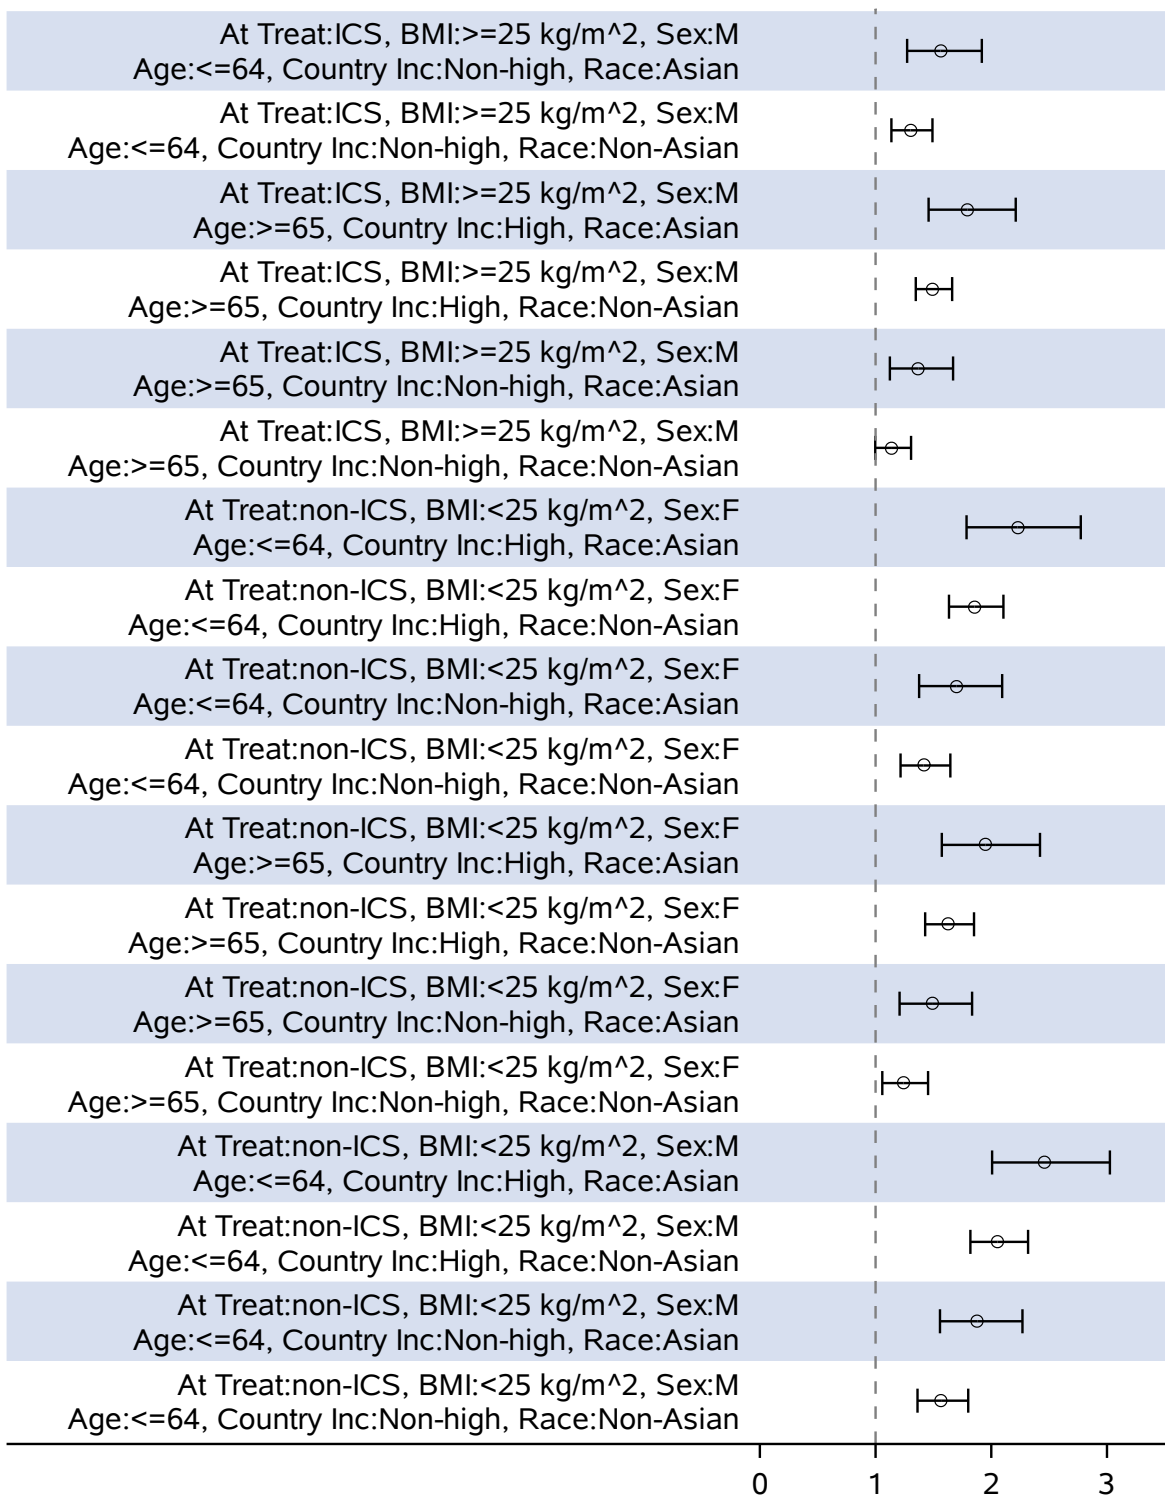 At Treat:ICS, BMI:>=25 kg/m^2, Sex:M
Age:<=64, Country Inc:Non-high, Race:Asian
At Treat:ICS, BMI:>=25 kg/m^2, Sex:M
Age:<=64, Country Inc:Non-high, Race:Non-Asian
At Treat:ICS, BMI:>=25 kg/m^2, Sex:M
Age:>=65, Country Inc:High, Race:Asian
At Treat:ICS, BMI:>=25 kg/m^2, Sex:M
Age:>=65, Country Inc:High, Race:Non-Asian
At Treat:ICS, BMI:>=25 kg/m^2, Sex:M
Age:>=65, Country Inc:Non-high, Race:Asian
At Treat:ICS, BMI:>=25 kg/m^2, Sex:M
Age:>=65, Country Inc:Non-high, Race:Non-Asian
At Treat:non-ICS, BMI:<25 kg/m^2, Sex:F
Age:<=64, Country Inc:High, Race:Asian
At Treat:non-ICS, BMI:<25 kg/m^2, Sex:F
Age:<=64, Country Inc:High, Race:Non-Asian
At Treat:non-ICS, BMI:<25 kg/m^2, Sex:F
Age:<=64, Country Inc:Non-high, Race:Asian
At Treat:non-ICS, BMI:<25 kg/m^2, Sex:F
Age:<=64, Country Inc:Non-high, Race:Non-Asian
At Treat:non-ICS, BMI:<25 kg/m^2, Sex:F
Age:>=65, Country Inc:High, Race:Asian
At Treat:non-ICS, BMI:<25 kg/m^2, Sex:F
Age:>=65, Country Inc:High, Race:Non-Asian
At Treat:non-ICS, BMI:<25 kg/m^2, Sex:F
Age:>=65, Country Inc:Non-high, Race:Asian
At Treat:non-ICS, BMI:<25 kg/m^2, Sex:F
Age:>=65, Country Inc:Non-high, Race:Non-Asian
At Treat:non-ICS, BMI:<25 kg/m^2, Sex:M
Age:<=64, Country Inc:High, Race:Asian
At Treat:non-ICS, BMI:<25 kg/m^2, Sex:M
Age:<=64, Country Inc:High, Race:Non-Asian
At Treat:non-ICS, BMI:<25 kg/m^2, Sex:M
Age:<=64, Country Inc:Non-high, Race:Asian
At Treat:non-ICS, BMI:<25 kg/m^2, Sex:M
Age:<=64, Country Inc:Non-high, Race:Non-Asian
0 1 2 3